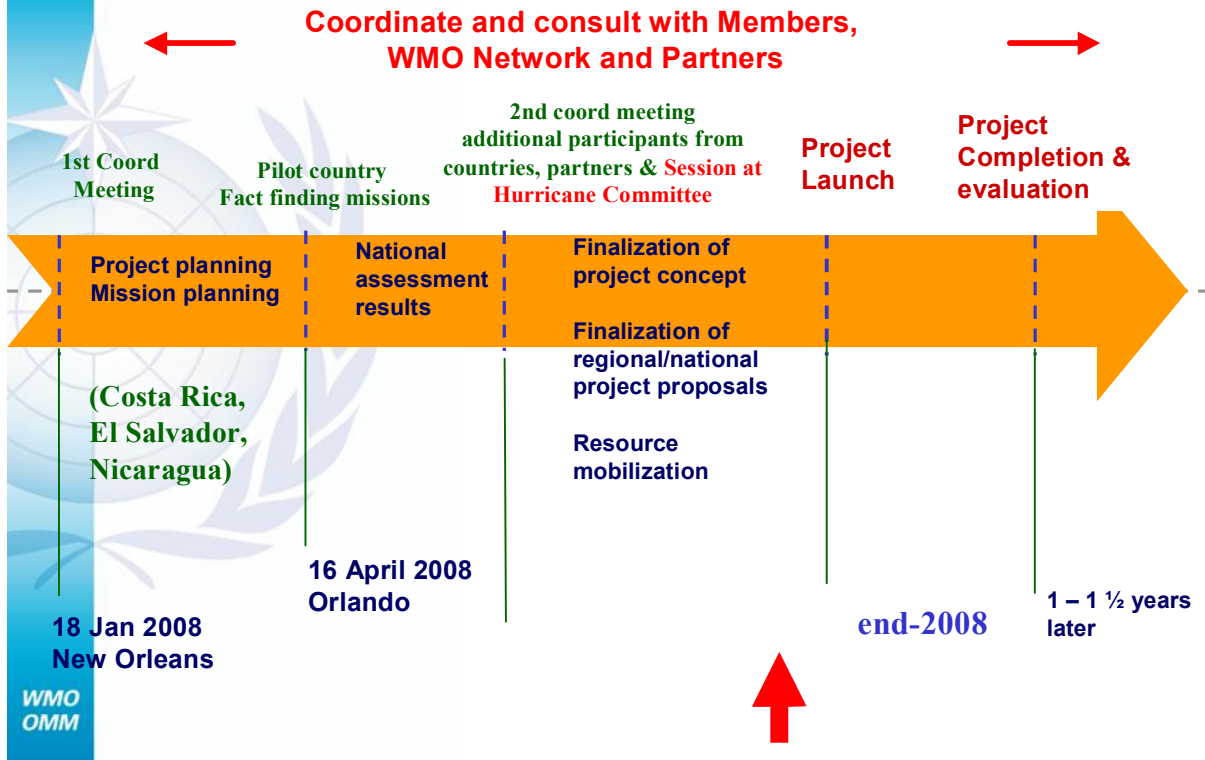 Coordinate and consult with Members,
WMO Network and Partners
1st Coord
Meeting
Pilot country
Fact finding missions
2nd coord meeting
additional participants from
countries, partners & Session at
Hurricane Committee
Project
Launch
Project
Completion &
evaluation
Project planning
Mission planning
National
assessment
results
Finalization of
project concept
Finalization of
regional/national
project proposals
Resource
mobilization
(Costa Rica,
El Salvador,
Nicaragua)
18 Jan 2008
New Orleans
16 April 2008
Orlando
end-2008
1 – 1 ½ years
later
WMO
OMM